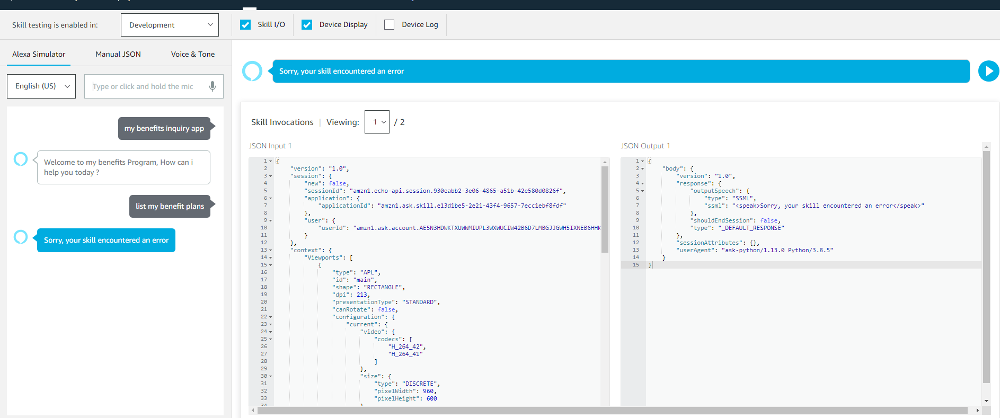 Skill testing is enabled in:
Development
Skill I/O
Device Display
Device Log
Alexa Simulator
Manual JSON
Voice & Tone
English (US)
Type or click and hold the mic
my benefits inquiry app
Welcome to my benefits Program, How can i
help you today ?
list my benefit plans
Sorry, your skill encountered an error
Sorry, your skill encountered an error
Skill Invocations | Viewing: 1 / 2
JSON Input 1
1 {
2 "version": "1.0",
3 "session": {
4 "new": false,
5 "sessionId": "amzn1.echo-api.session.930eabb2-3e06-4865-a51b-42e580d0826f",
6 "application": {
7 "applicationId": "amzn1.ask.skill.e13d1be5-2e21-43f4-9657-7ecc1ebf8fdf"
8 },
9 "user": {
10 "userId": "amzn1.ask.account.AE5N3HDWKTXUWWMIUPL3WXWUCIW42B6D7LMBGJJGWH5IXNEB6HHK
11 }
12 },
13 "context": {
14 "Viewports": [
15 {
16 "type": "APL",
17 "id": "main",
18 "shape": "RECTANGLE",
19 "dpi": 213,
20 "presentationType": "STANDARD",
21 "canRotate": false,
22 "configuration": {
23 "current": {
24 "video": {
25 "codecs": [
26 "H_264_42",
27 "H_264_41"
28 ]
29 },
30 "size": {
31 "type": "DISCRETE",
32 "pixelWidth": 960,
33 "pixelHeight": 600
JSON Output 1
1 {
2 "body": {
3 "version": "1.0",
4 "response": {
5 "outputSpeech": {
6 "type": "SSML",
7 "ssml": "<speak>Sorry, your skill encountered an error</speak>"
8 },
9 "shouldEndSession": false,
10 "type": "_DEFAULT_RESPONSE"
11 },
12 "sessionAttributes": {},
13 "userAgent": "ask-python/1.13.0 Python/3.8.5"
14 }
15 }